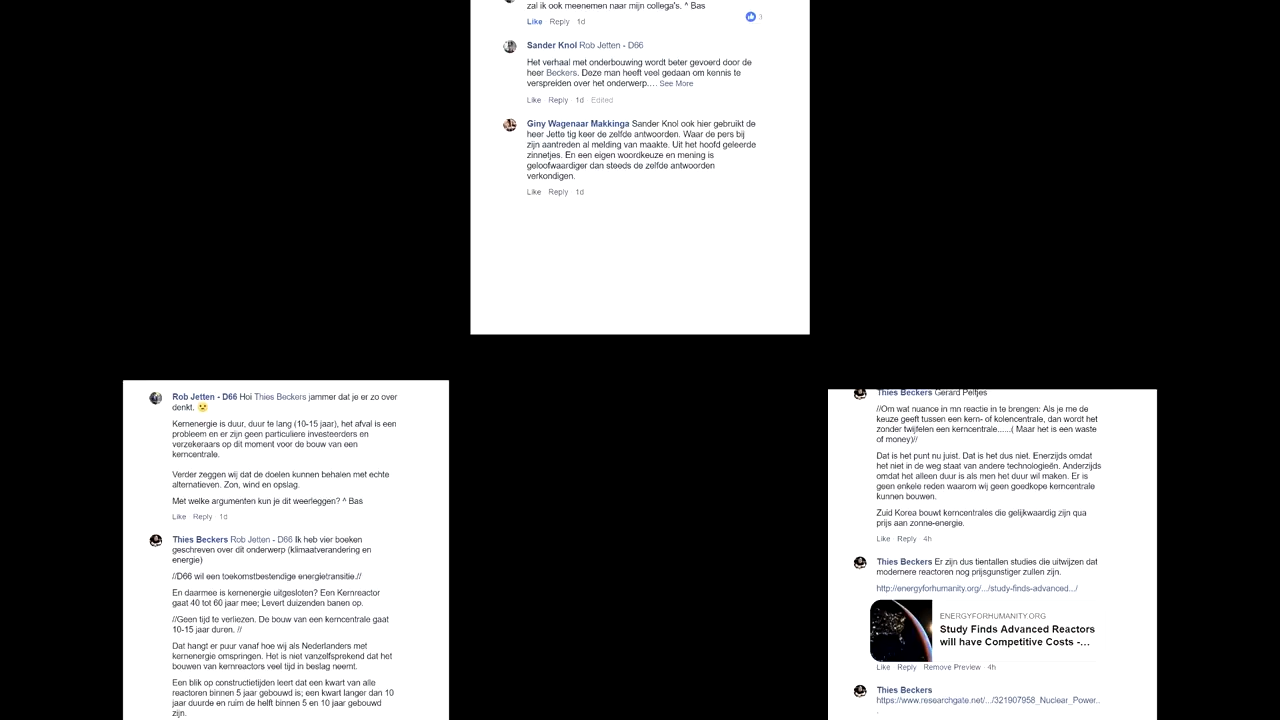 zal ik ook meenemen naar mijn collega's. ^ Bas
Like Reply 1d
3
Sander Knol Rob Jetten - D66
Het verhaal met onderbouwing wordt beter gevoerd door de
heer Beckers. Deze man heeft veel gedaan om kennis te
verspreiden over het onderwerp.... See More
Like Reply 1d Edited
Giny Wagenaar Makkinga Sander Knol ook hier gebruikt de
heer Jette tig keer de zelfde antwoorden. Waar de pers bij
zijn aantreden al melding van maakte. Uit het hoofd geleerde
zinnetjes. En een eigen woordkeuze en mening is
geloofwaardiger dan steeds de zelfde antwoorden
verkondigen.
Like Reply 1d
Rob Jetten - D66 Hoi Thies Beckers jammer dat je er zo over
denkt. 😢
Kernenergie is duur, duur te lang (10-15 jaar), het afval is een
probleem en er zijn geen particuliere investeerders en
verzekeraars op dit moment voor de bouw van een
kerncentrale.
Verder zeggen wij dat de doelen kunnen behalen met echte
alternatieven. Zon, wind en opslag.
Met welke argumenten kun je dit weerleggen? ^ Bas
Like Reply 1d
Thies Beckers Rob Jetten - D66 Ik heb vier boeken
geschreven over dit onderwerp (klimaatverandering en
energie)
//D66 wil een toekomstbestendige energietransitie.//
En daarmee is kernenergie uitgesloten? Een Kernreactor
gaat 40 tot 60 jaar mee; Levert duizenden banen op.
//Geen tijd te verliezen. De bouw van een kerncentrale gaat
10-15 jaar duren. //
Dat hangt er puur vanaf hoe wij als Nederlanders met
kernenergie omspringen. Het is niet vanzelfsprekend dat het
bouwen van kernreactors veel tijd in beslag neemt.
Een blik op constructietijden leert dat een kwart van alle
reactoren binnen 5 jaar gebouwd is; een kwart langer dan 10
jaar duurde en ruim de helft binnen 5 en 10 jaar gebouwd
zijn.
Thies Beckers Gerard Peltjes
//Om wat nuance in mn reactie in te brengen: Als je me de
keuze geeft tussen een kern- of kolencentrale, dan wordt het
zonder twijfelen een kerncentrale......( Maar het is een waste
of money)//
Dat is het punt nu juist. Dat is het dus niet. Enerzijds omdat
het niet in de weg staat van andere technologieën. Anderzijds
omdat het alleen duur is als men het duur wil maken. Er is
geen enkele reden waarom wij geen goedkope kerncentrale
kunnen bouwen.
Zuid Korea bouwt kerncentrales die gelijkwaardig zijn qua
prijs aan zonne-energie.
Like Reply 4h
Thies Beckers Er zijn dus tientallen studies die uitwijzen dat
modernere reactoren nog prijsgunstiger zullen zijn.
http://energyforhumanity.org/.../study-finds-advanced.../
ENERGYFORHUMANITY.ORG
Study Finds Advanced Reactors
will have Competitive Costs -...
Like Reply Remove Preview 4h
Thies Beckers
https://www.researchgate.net/.../321907958_Nuclear_Power..
.